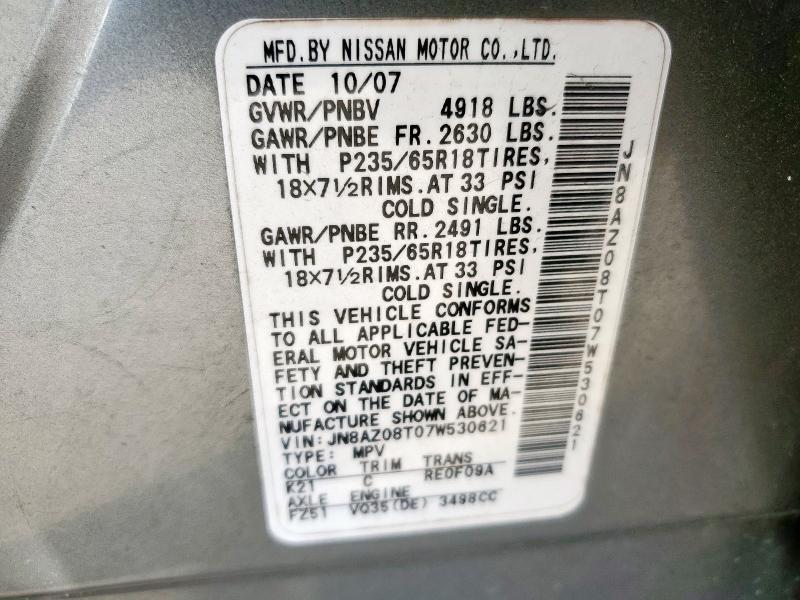 MFD.BY NISSAN MOTOR CO.,LTD.
DATE 10/07
GVWR/PNBV 4918 LBS.
GAWR/PNBE FR. 2630 LBS.
WITH P235/65R18TIRES,
18X7½RIMS.AT 33 PSI
COLD SINGLE.
GAWR/PNBE RR. 2491 LBS.
WITH P235/65R18TIRES,
18X7½RIMS.AT 33 PSI
COLD SINGLE.
THIS VEHICLE CONFORMS
TO ALL APPLICABLE FED-
ERAL MOTOR VEHICLE SA-
FETY AND THEFT PREVEN-
TION STANDARDS IN EFF-
ECT ON THE DATE OF MA-
NUFACTURE SHOWN ABOVE.
VIN:JN8AZ08T07W530621
TYPE: MPV
COLOR TRIM TRANS
K21 C RE0F09A
AXLE ENGINE
FZ51 VQ35(DE) 3498CC
JN8AZ08T07W530621